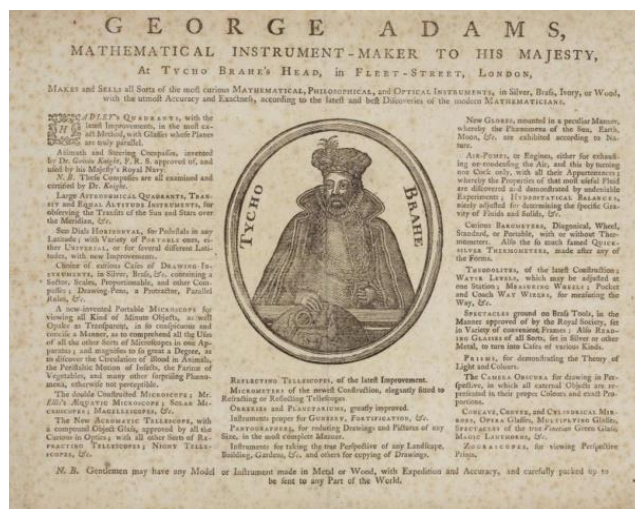 GEORGE ADAMS,
MATHEMATICAL INSTRUMENT-MAKER TO HIS MAJESTY,
At TYCHO BRAHE's HEAD, in FLEET-STREET, LONDON,
MAKES and SELLS all Sorts of the most curious MATHEMATICAL, PHILOSOPHICAL, and OPTICAL INSTRUMENTS, in Silver, Brass, Ivory, or Wood,
with the utmost Accuracy and Exactness, according to the latest and best Discoveries of the modern MATHEMATICIANS.
HADLEY's QUADRANTS, with the
latest Improvements, in the most ex-
act Method, with Glasses whose Planes
are truly parallel.
Azimuth and Steering Compasses, invented
by Dr. Gowin Knight, F. R. S. approved of, and
used by his Majesty's Royal Navy.
N. B. These Compasses are all examined and
certified by Dr. Knight.
Large ASTRONOMICAL QUADRANTS, TRAN-
SIT and EQUAL ALTITUDE INSTRUMENTS, for
observing the Transits of the Sun and Stars over
the Meridian, &c.
Sun Dials HORIZONTAL, for Pedestals in any
Latitude; with Variety of PORTABLE ones, ei-
ther UNIVERSAL, or for several different Lati-
tudes, with new Improvements.
Choice of curious Cases of DRAWING IN-
STRUMENTS, in Silver, Brass, &c. containing a
Sector, Scales, Proportionable, and other Com-
passes; Drawing-Pens, a Protractor, Parallel
Rules, &c.
A new-invented Portable MICROSCOPE for
viewing all Kind of Minute Objects, as well
Opake as Transparent, in so conspicuous and
concise a Manner, as to comprehend all the Uses
of all the other Sorts of Microscopes in one Ap-
paratus; and magnifies to so great a Degree, as
to discover the Circulation of Blood in Animals,
the Peristaltic Motion of Insects, the Farinæ of
Vegetables, and many other surprising Phæno-
mena, otherwise not perceptible.
The double Constructed MICROSCOPE; Mr.
Ellis's AQUATIC MICROSCOPE; SOLAR MI-
CROSCOPES; MAGELLESCOPES, &c.
The New ACROMATIC TELESCOPE, with
a compound Object Glass, approved by all the
Curious in Optics; with all other Sorts of RE-
FRACTING TELESCOPES; NIGHT TELE-
SCOPES, &c.
TYCHO BRAHE
REFLECTING TELESCOPES, of the latest Improvement.
MICROMETERS of the newest Construction, elegantly fitted to
Refracting or Reflecting Telescopes.
ORRERIES and PLANETARIUMS, greatly improved.
Instruments proper for GUNNERY, FORTIFICATION, &c.
PANTOGRAPHERS, for reducing Drawings and Pictures of any
Size, in the most complete Manner.
Instruments for taking the true Perspective of any Landscape,
Building, Gardens, &c. and others for copying of Drawings.
New GLOBES, mounted in a peculiar Manner,
whereby the Phænomena of the Sun, Earth,
Moon, &c. are exhibited according to Na-
ture.
AIR-PUMPS, or Engines, either for exhaust-
ing or condensing the Air, and this by turning
one Cock only, with all their Appurtenances;
whereby the Properties of that most useful Fluid
are discovered and demonstrated by undeniable
Experiments; HYDROSTATICAL BALANCES,
nicely adjusted for determining the specific Gra-
vity of Fluids and Solids, &c.
Curious BAROMETERS, Diagonal, Wheel,
Standard, or Portable, with or without Ther-
mometers. Also the so much famed QUICK-
SILVER THERMOMETERS, made after any of
the Forms.
THEODOLITES, of the latest Construction;
WATER LEVELS, which may be adjusted at
one Station; MEASURING WHEELS; Pocket
and Coach WAY WISERS, for measuring the
Way, &c.
SPECTACLES ground on Brass Tools, in the
Manner approved of by the Royal Society, set
in Variety of convenient Frames; Also READ-
ING GLASSES of all Sorts, set in silver or other
Metal, to turn into Cases of various Kinds.
PRISMS, for demonstrating the Theory of
Light and Colours.
The CAMERA OBSCURA for drawing in Per-
spective, in which all external Objects are re-
presented in their proper Colours and exact Pro-
portions.
CONCAVE, CONVEX, and CYLINDRICAL MIR-
RORS, OPERA Glasses, MULTIPLYING GLASSES,
SPECTACLES of the true Venetian Green Glass,
MAGIC LANTHORNS, &c.
ZOGRASCOPES, for viewing Perspective
Prints.
N. B. Gentlemen may have any Model or Instrument made in Metal or Wood, with Expedition and Accuracy, and carefully packed up to
be sent to any Part of the World.